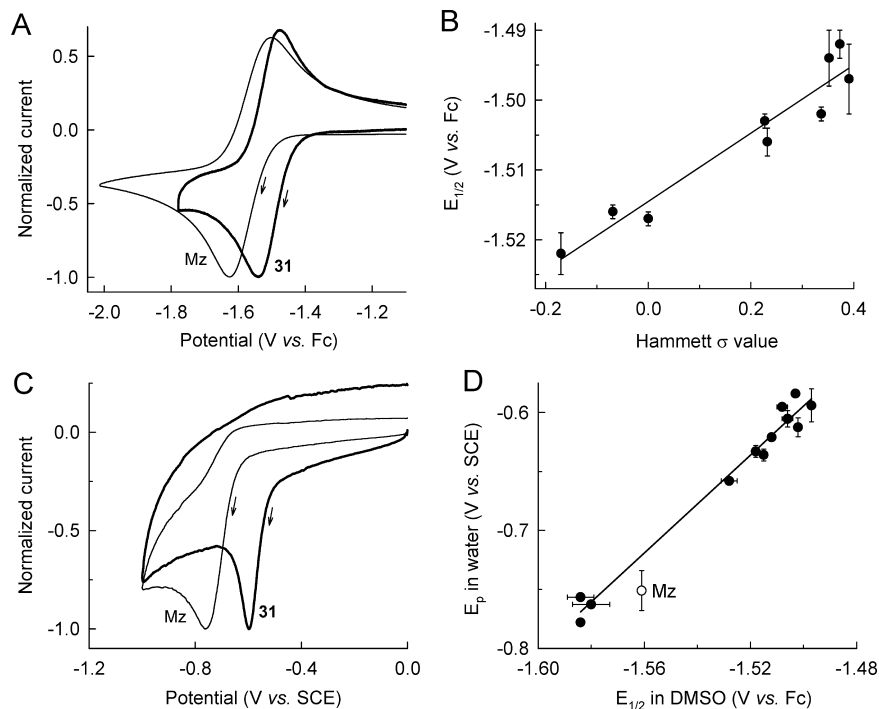 A
Normalized current
0.5
0.0
-0.5
-1.0
Mz
31
-2.0 -1.8 -1.6 -1.4 -1.2
Potential (V vs. Fc)
B
E1/2 (V vs. Fc)
-1.49
-1.50
-1.51
-1.52
-0.2 0.0 0.2 0.4
Hammett σ value
C
Normalized current
0.0
-0.5
-1.0
Mz
31
-1.2 -0.8 -0.4 0.0
Potential (V vs. SCE)
D
Ep in water (V vs. SCE)
-0.6
-0.7
-0.8
Mz
-1.60 -1.56 -1.52 -1.48
E1/2 in DMSO (V vs. Fc)